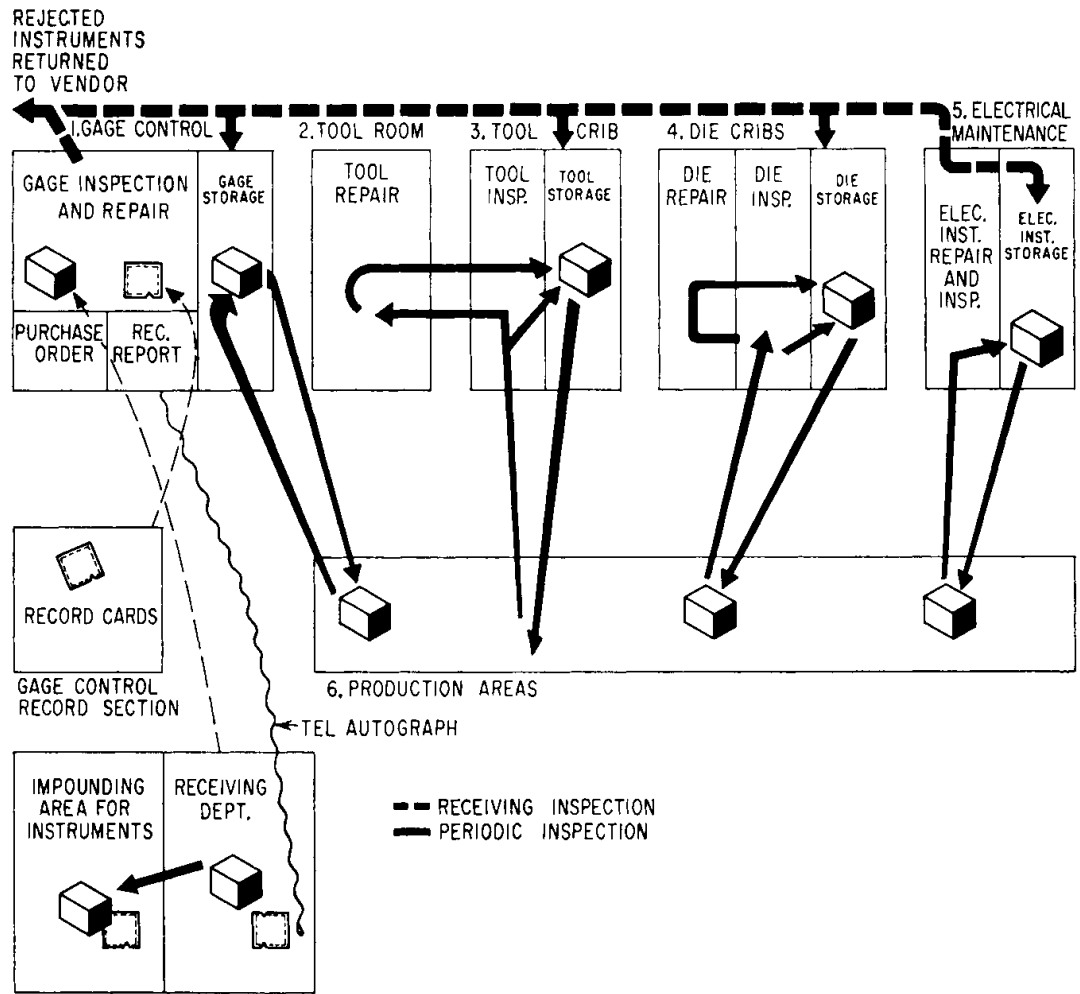 REJECTED
INSTRUMENTS
RETURNED
TO VENDOR
1. GAGE CONTROL
2. TOOL ROOM
3. TOOL CRIB
4. DIE CRIBS
5. ELECTRICAL
MAINTENANCE
GAGE INSPECTION
AND REPAIR
GAGE
STORAGE
TOOL
REPAIR
TOOL
INSP.
TOOL
STORAGE
DIE
REPAIR
DIE
INSP.
DIE
STORAGE
ELEC.
INST.
REPAIR
AND
INSP.
ELEC.
INST.
STORAGE
PURCHASE
ORDER
REC.
REPORT
RECORD CARDS
GAGE CONTROL
RECORD SECTION
6. PRODUCTION AREAS
TEL AUTOGRAPH
IMPOUNDING
AREA FOR
INSTRUMENTS
RECEIVING
DEPT.
RECEIVING INSPECTION
PERIODIC INSPECTION